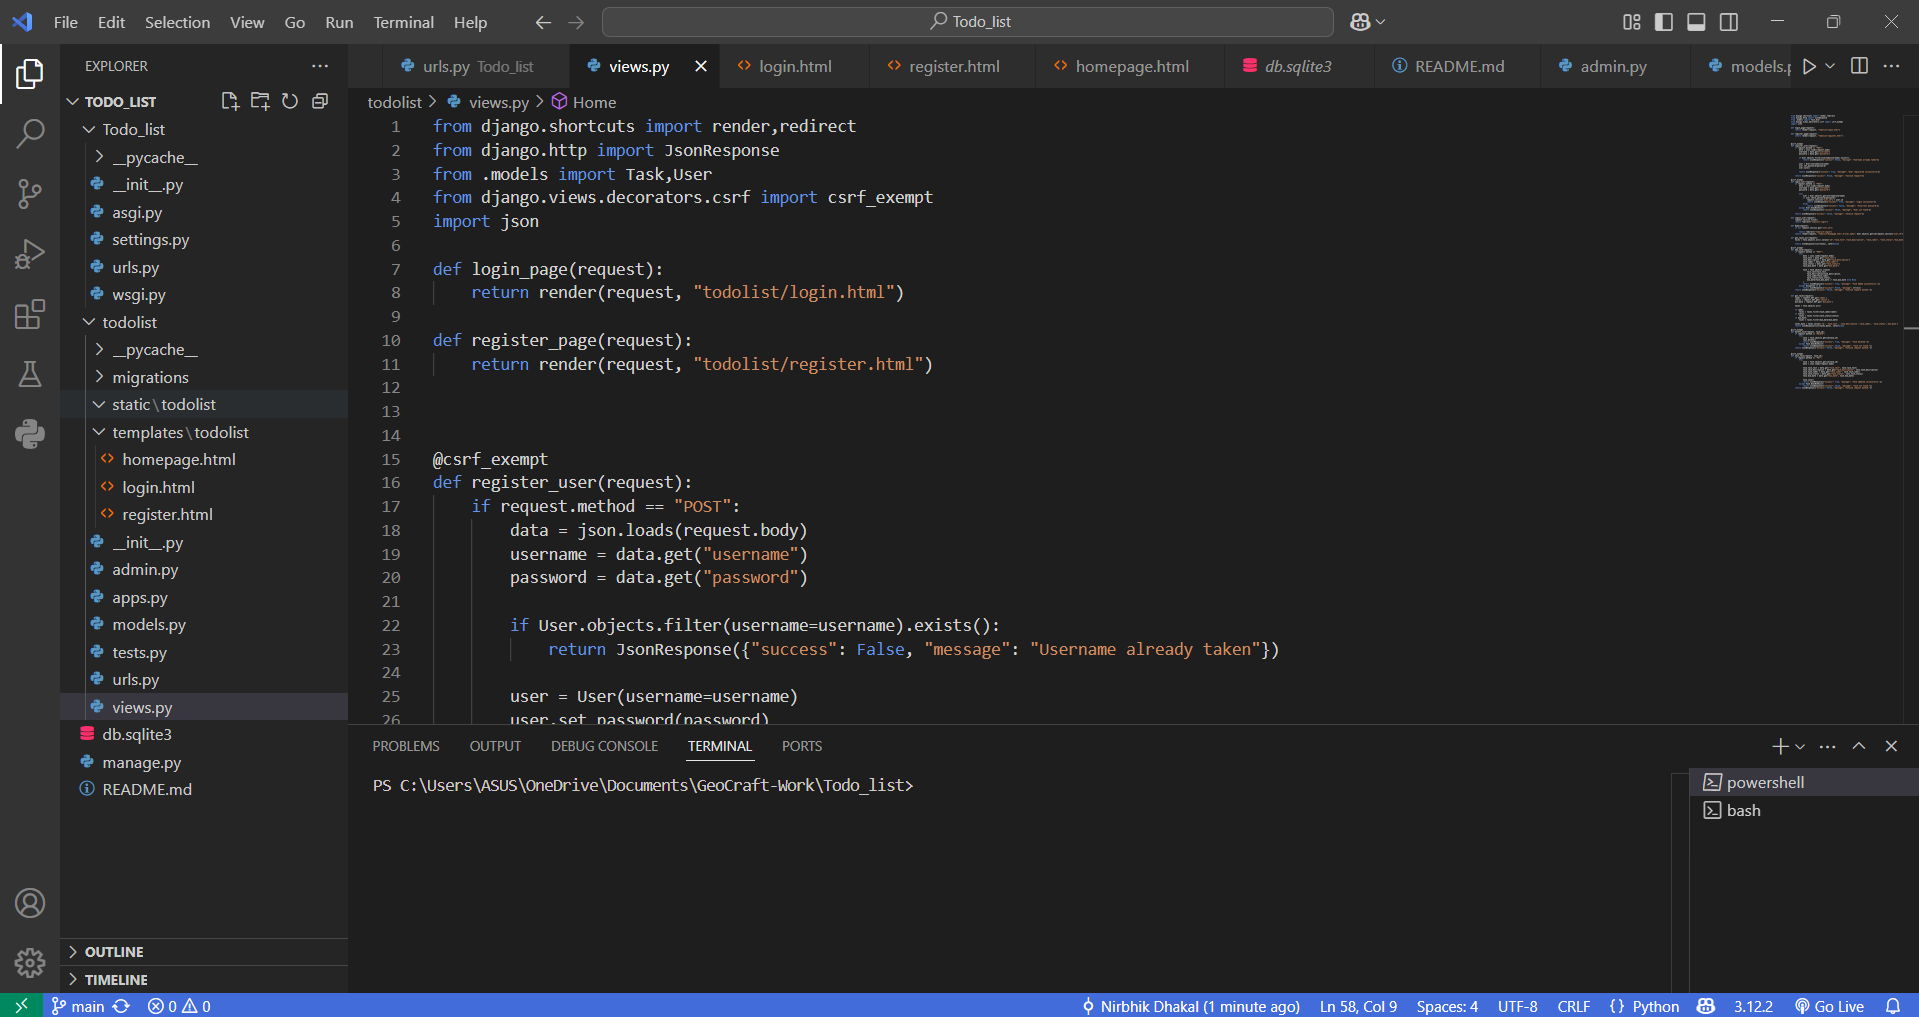 File Edit Selection View Go Run Terminal Help
Todo_list
EXPLORER
TODO_LIST
Todo_list
__pycache__
__init__.py
asgi.py
settings.py
urls.py
wsgi.py
todolist
__pycache__
migrations
static\todolist
templates\todolist
homepage.html
login.html
register.html
__init__.py
admin.py
apps.py
models.py
tests.py
urls.py
views.py
db.sqlite3
manage.py
README.md
OUTLINE
TIMELINE
urls.py Todo_list views.py login.html register.html homepage.html db.sqlite3 README.md admin.py models.p
todolist > views.py > Home
1 from django.shortcuts import render,redirect
2 from django.http import JsonResponse
3 from .models import Task,User
4 from django.views.decorators.csrf import csrf_exempt
5 import json
6
7 def login_page(request):
8     return render(request, "todolist/login.html")
9
10 def register_page(request):
11     return render(request, "todolist/register.html")
12
13
14
15 @csrf_exempt
16 def register_user(request):
17     if request.method == "POST":
18         data = json.loads(request.body)
19         username = data.get("username")
20         password = data.get("password")
21
22         if User.objects.filter(username=username).exists():
23             return JsonResponse({"success": False, "message": "Username already taken"})
24
25         user = User(username=username)
26         user.set_password(password)
PROBLEMS OUTPUT DEBUG CONSOLE TERMINAL PORTS
PS C:\Users\ASUS\OneDrive\Documents\GeoCraft-Work\Todo_list>
powershell
bash
main 0 0 Nirbhik Dhakal (1 minute ago) Ln 58, Col 9 Spaces: 4 UTF-8 CRLF {} Python 3.12.2 Go Live